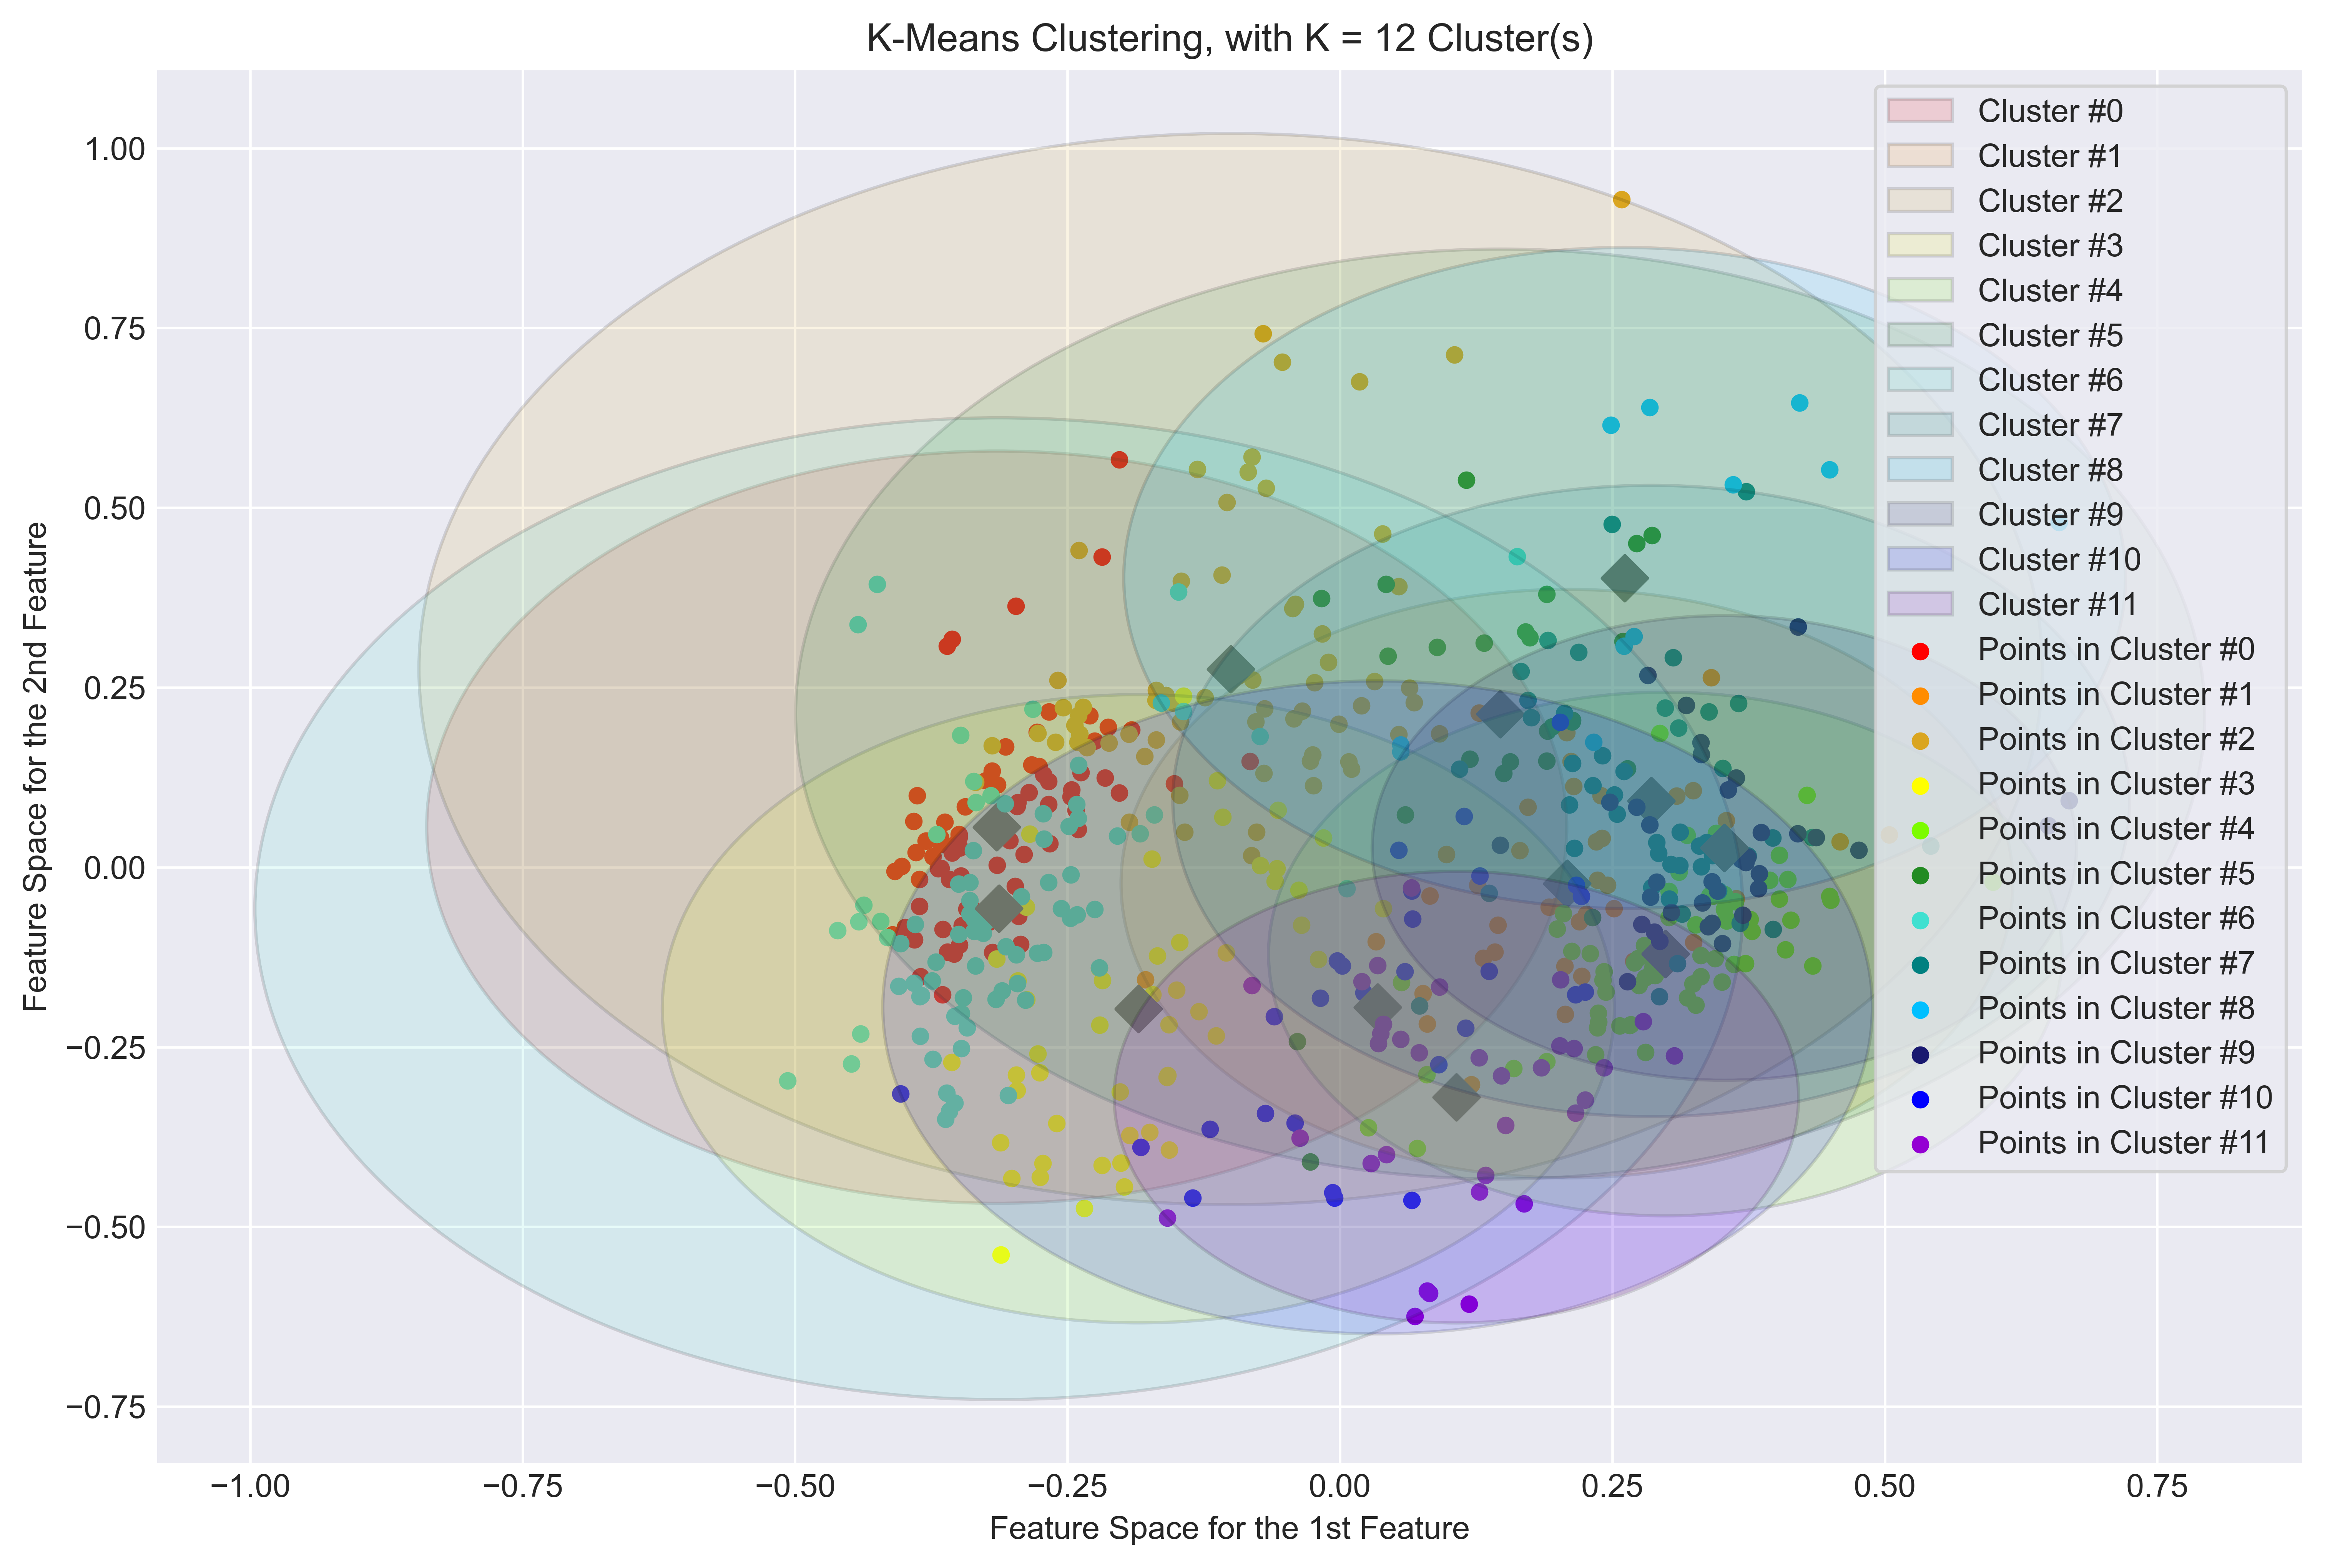 K-Means Clustering, with K = 12 Cluster(s)
Cluster #0
Cluster #1
Cluster #2
Cluster #3
Cluster #4
Cluster #5
Cluster #6
Cluster #7
Cluster #8
Cluster #9
Cluster #10
Cluster #11
Points in Cluster #0
Points in Cluster #1
Points in Cluster #2
Points in Cluster #3
Points in Cluster #4
Points in Cluster #5
Points in Cluster #6
Points in Cluster #7
Points in Cluster #8
Points in Cluster #9
Points in Cluster #10
Points in Cluster #11
Feature Space for the 2nd Feature
1.00
0.75
0.50
0.25
0.00
−0.25
−0.50
−0.75
−1.00 −0.75 −0.50 −0.25 0.00 0.25 0.50 0.75
Feature Space for the 1st Feature